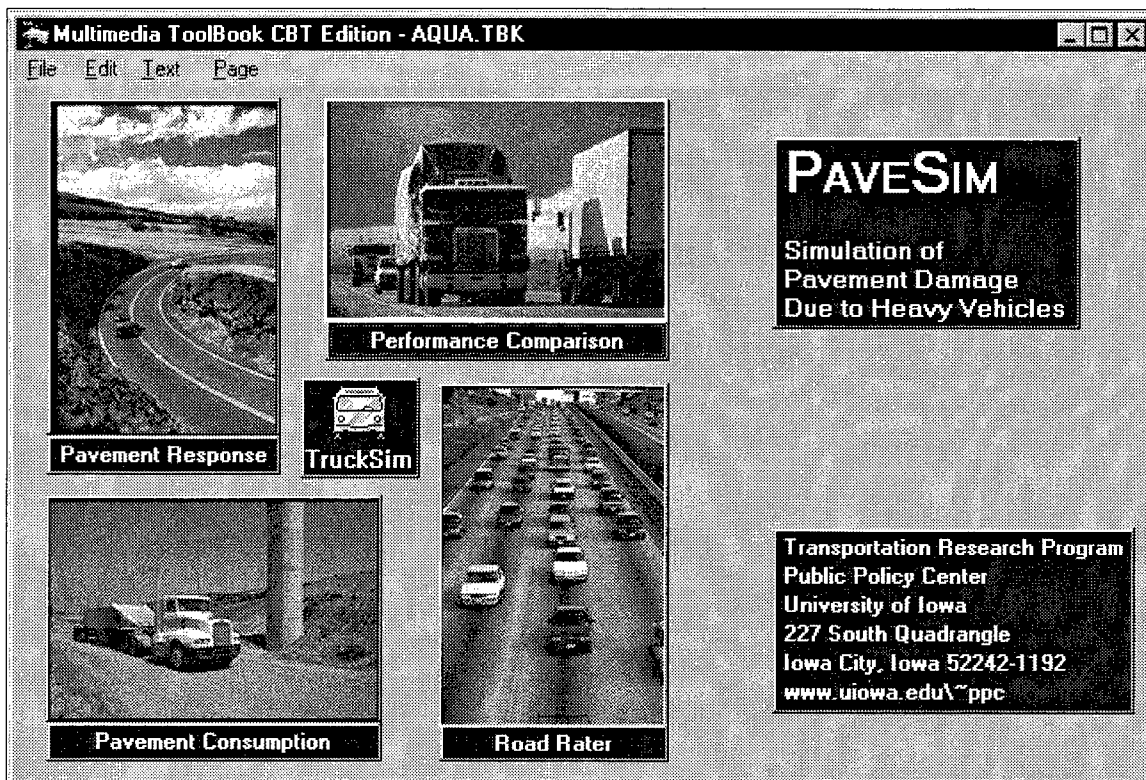 Multimedia ToolBook CBT Edition - AQUA.TBK
File Edit Text Page
PAVESIM
Simulation of
Pavement Damage
Due to Heavy Vehicles
Performance Comparison
Pavement Response
TruckSim
Pavement Consumption
Road Rater
Transportation Research Program
Public Policy Center
University of Iowa
227 South Quadrangle
Iowa City, Iowa 52242-1192
www.uiowa.edu\~ppc